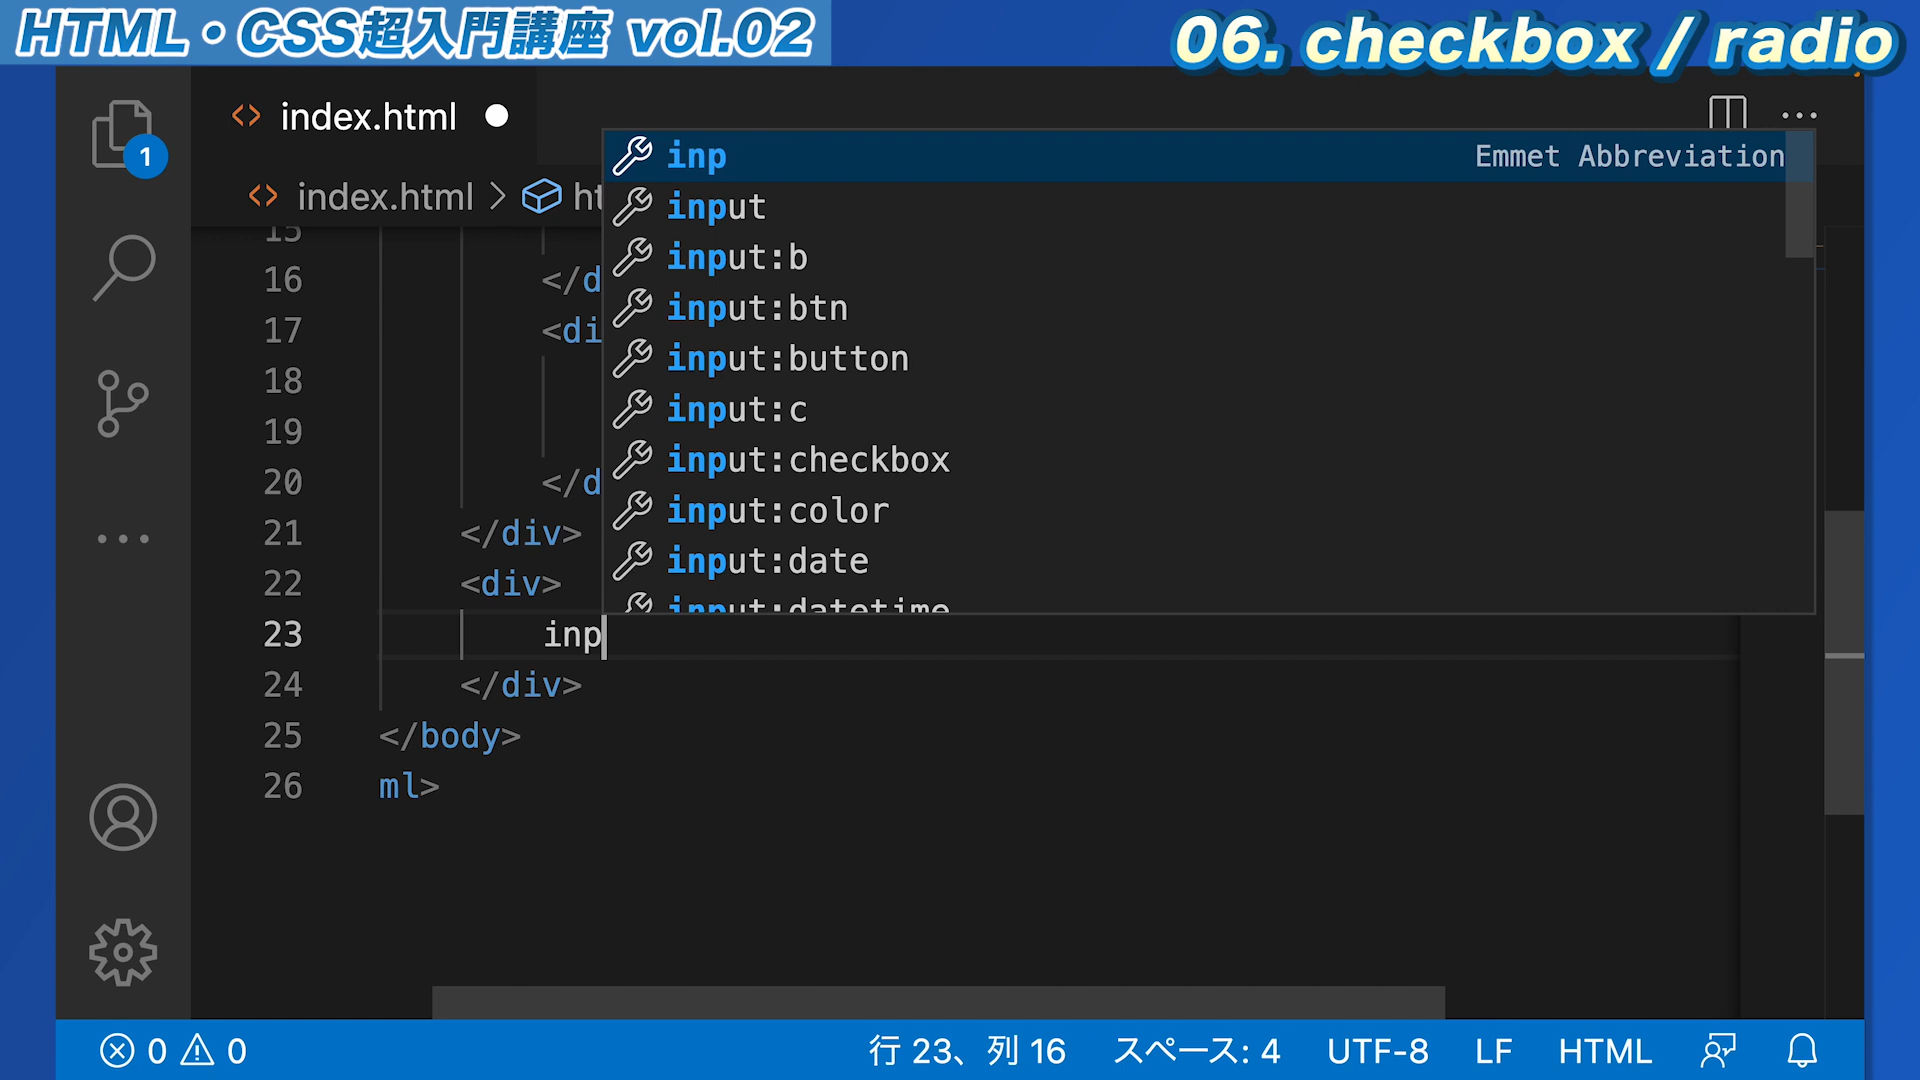 HTML・CSS超入門講座 vol.02
06. checkbox / radio
index.html
1
index.html > ht
inp Emmet Abbreviation
input
input:b
input:btn
input:button
input:c
input:checkbox
input:color
input:date
input:datetime
15
16 </d
17 <di
18
19
20 </d
21 </div>
22 <div>
23 inp
24 </div>
25 </body>
26 ml>
0 0
行 23、列 16 スペース: 4 UTF-8 LF HTML